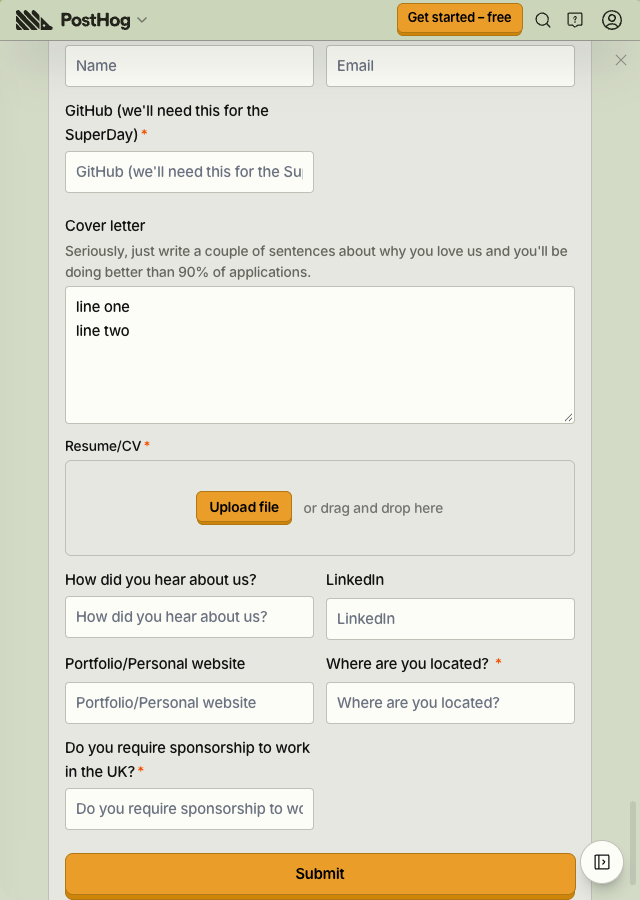 PostHog
Get started – free
Name
Email
GitHub (we'll need this for the
SuperDay) *
GitHub (we'll need this for the Su
Cover letter
Seriously, just write a couple of sentences about why you love us and you'll be
doing better than 90% of applications.
line one
line two
Resume/CV *
Upload file or drag and drop here
How did you hear about us?
LinkedIn
How did you hear about us?
LinkedIn
Portfolio/Personal website
Where are you located? *
Portfolio/Personal website
Where are you located?
Do you require sponsorship to work
in the UK? *
Do you require sponsorship to wo
Submit